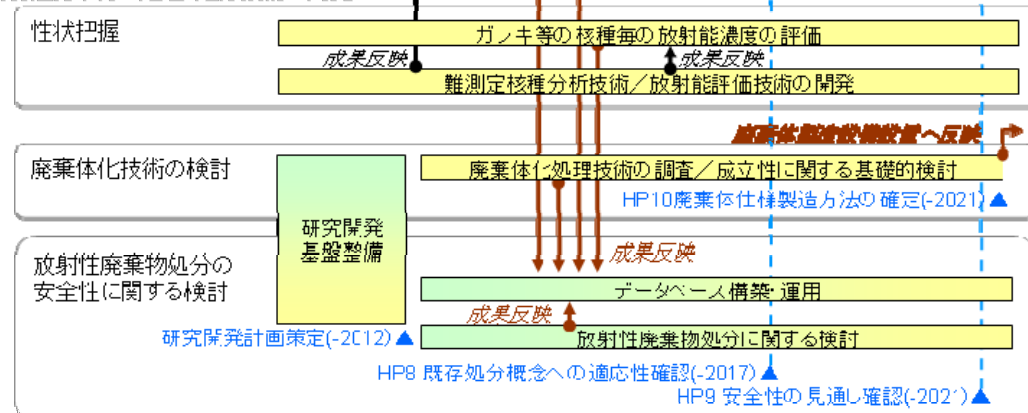 性状把握
ガレキ等の核種毎の放射能濃度の評価
成果反映
成果反映
難測定核種分析技術／放射能評価技術の開発
へ反映
廃棄体化技術の検討
廃棄体化処理技術の調査／成立性に関する基礎的検討
HP10廃棄体仕様製造方法の確定(-2021)
研究開発
基盤整備
成果反映
放射性廃棄物処分の
安全性に関する検討
データベース構築・運用
成果反映
放射性廃棄物処分に関する検討
研究開発計画策定(-2012)
HP8 既存処分概念への適応性確認(-2017)
HP9 安全性の見通し確認(-2021)